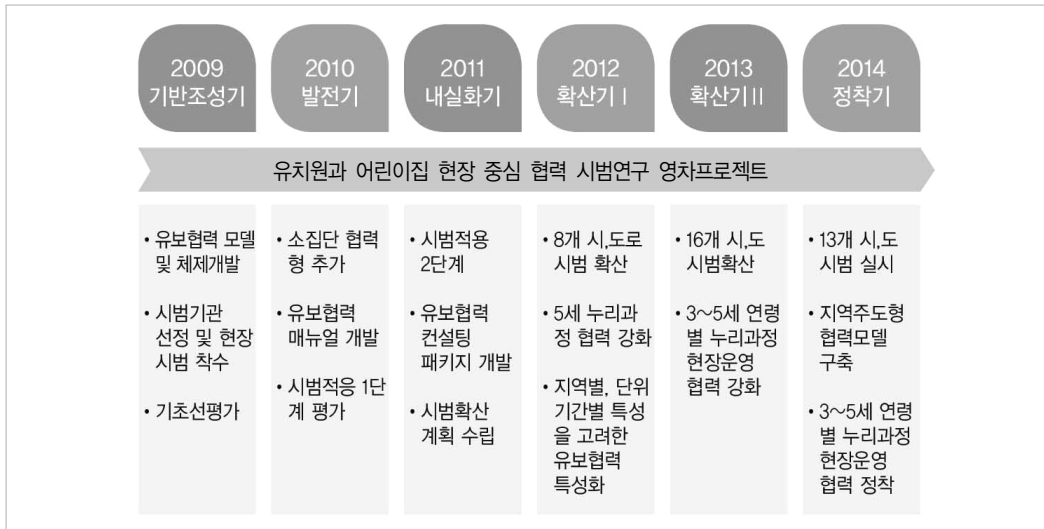 2009
기반조성기
2010
발전기
2011
내실화기
2012
확산기 I
2013
확산기 II
2014
정착기
유치원과 어린이집 현장 중심 협력 시범연구 영차프로젝트
• 유보협력 모델
및 체제개발
• 시범기관
선정 및 현장
시범 착수
• 기초선평가
• 소집단 협력
형 추가
• 유보협력
매뉴얼 개발
• 시범적응 1단
계 평가
• 시범적용
2단계
• 유보협력
컨설팅
패키지 개발
• 시범확산
계획 수립
• 8개 시,도로
시범 확산
• 5세 누리과
정 협력 강화
• 지역별, 단위
기간별 특성
을 고려한
유보협력
특성화
• 16개 시,도
시범확산
• 3~5세 연령
별 누리과정
현장운영
협력 강화
• 13개 시,도
시범 실시
• 지역주도형
협력모델
구축
• 3~5세 연령
별 누리과정
현장운영
협력 정착